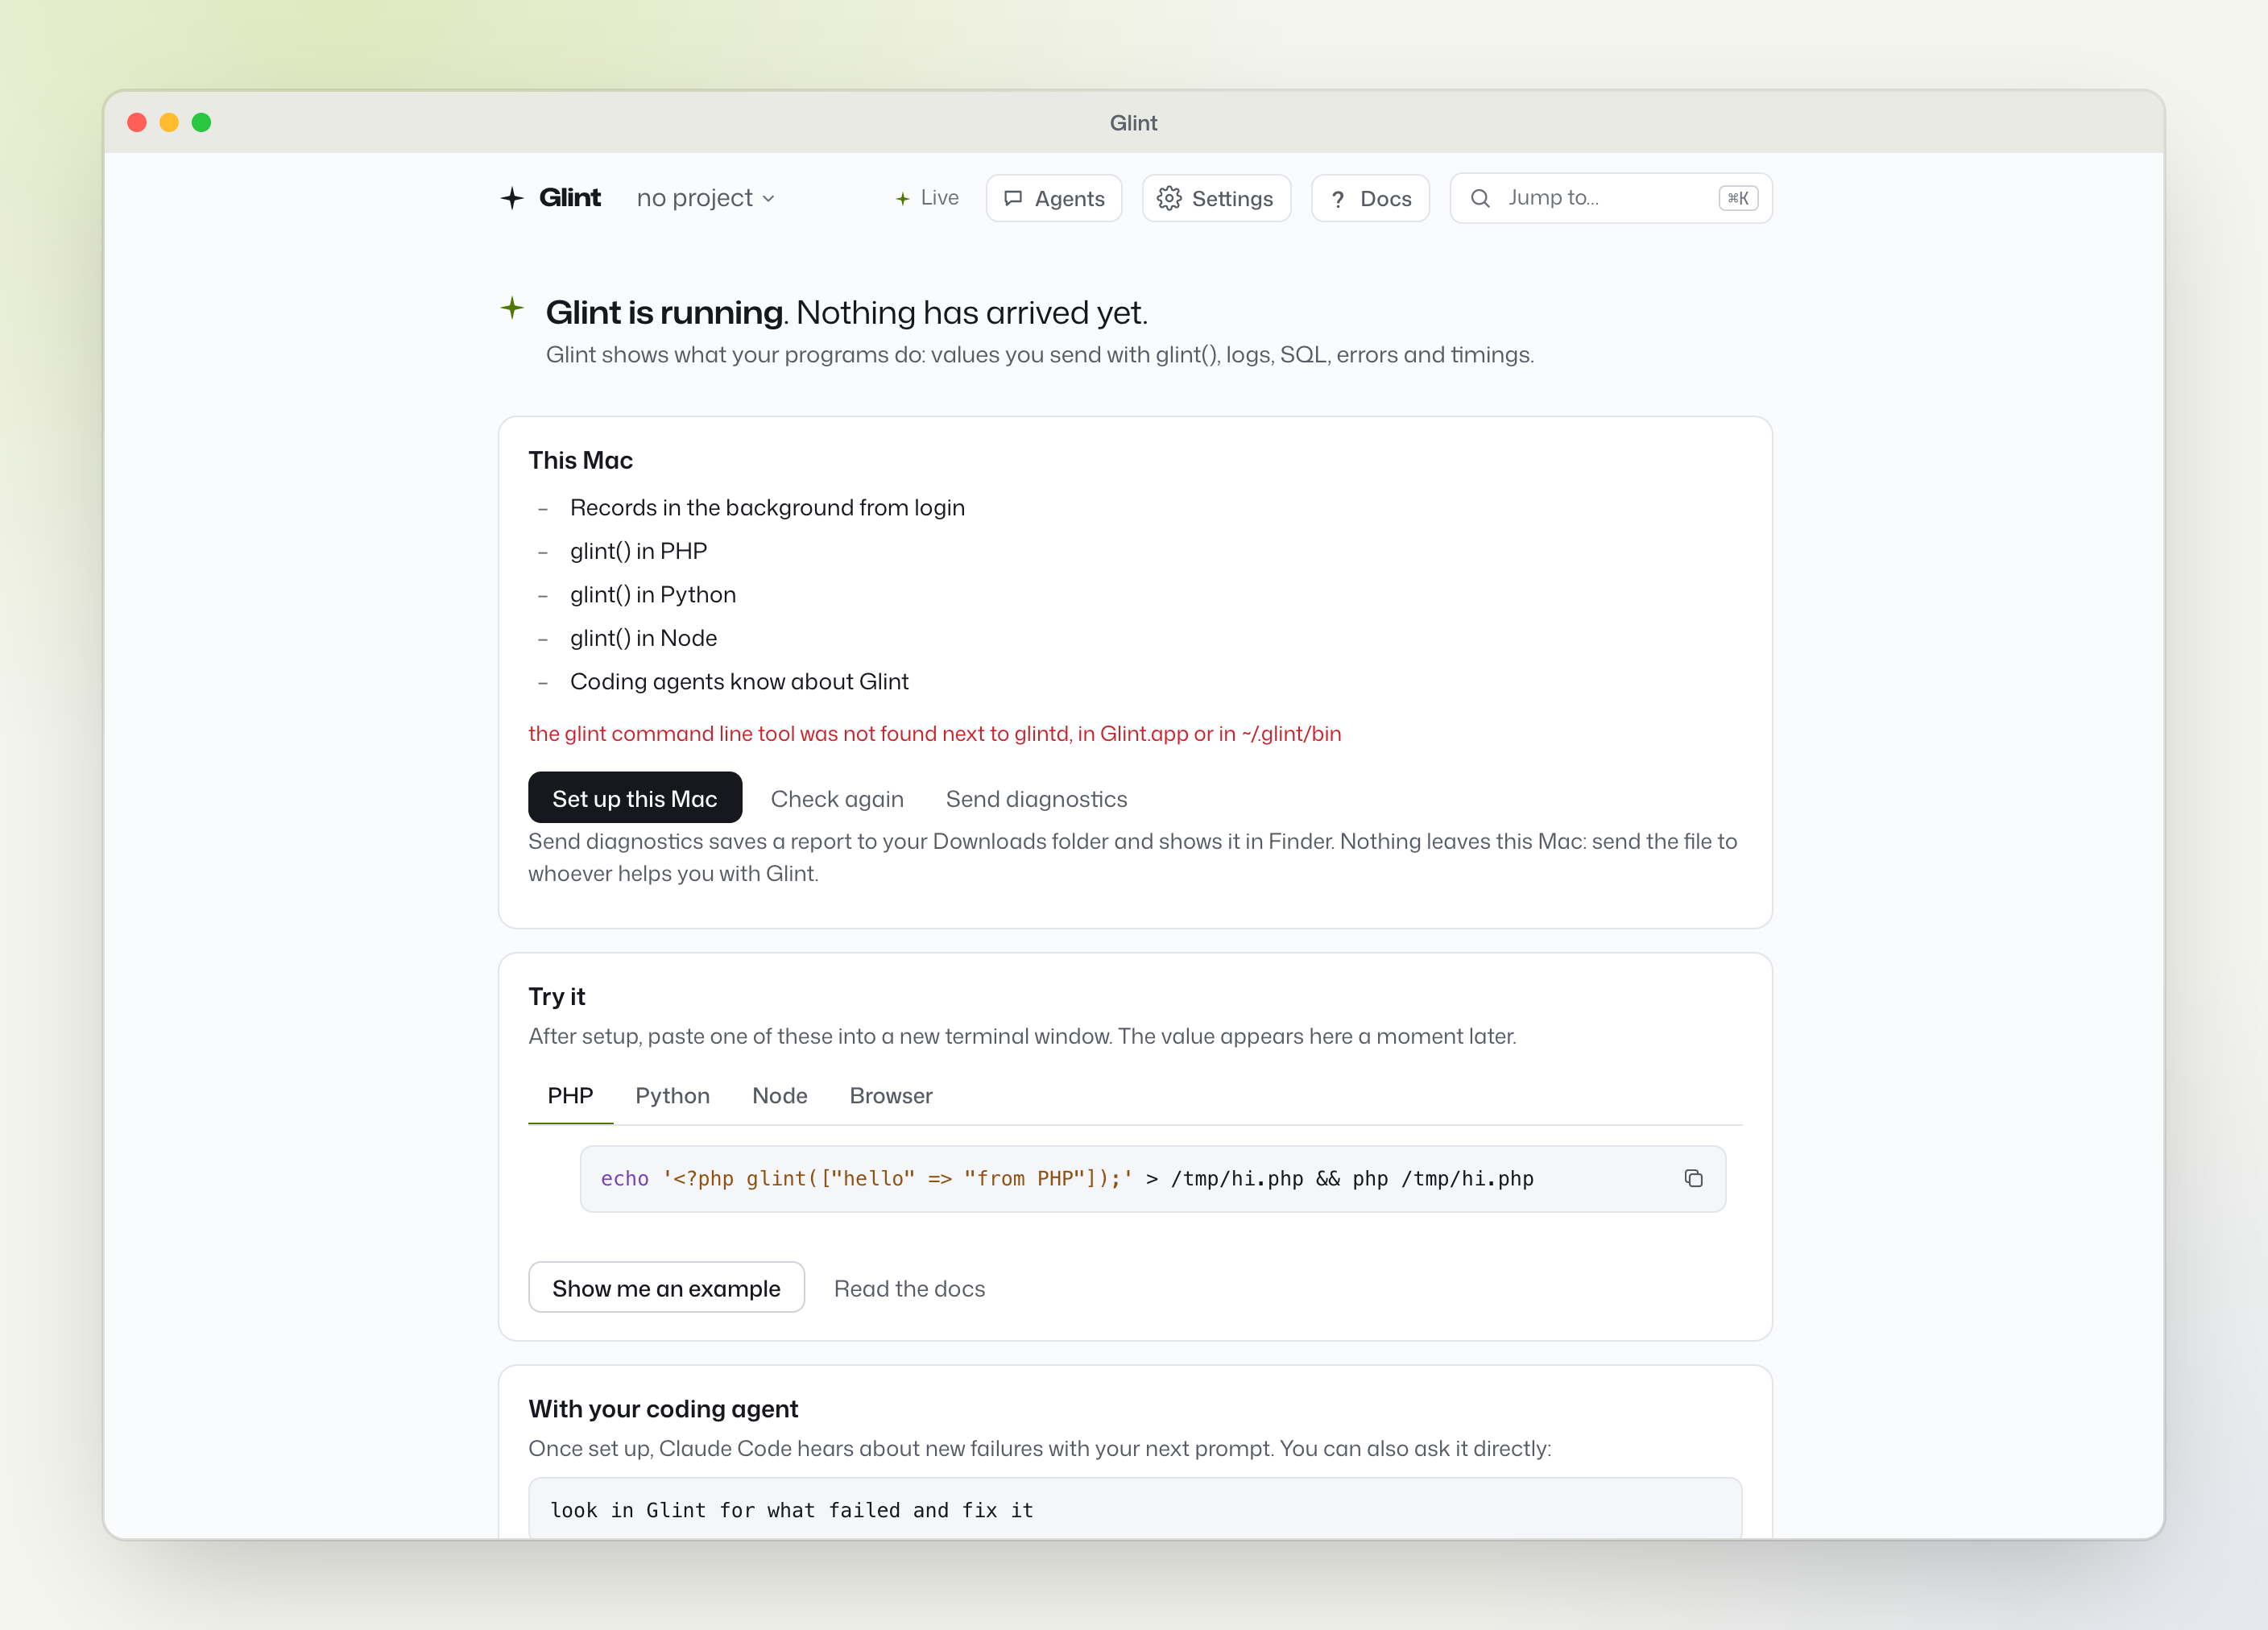 Glint
Glint no project Live Agents Settings ? Docs Jump to... ⌘K
Glint is running. Nothing has arrived yet.
Glint shows what your programs do: values you send with glint(), logs, SQL, errors and timings.
This Mac
– Records in the background from login
– glint() in PHP
– glint() in Python
– glint() in Node
– Coding agents know about Glint
the glint command line tool was not found next to glintd, in Glint.app or in ~/.glint/bin
Set up this Mac Check again Send diagnostics
Send diagnostics saves a report to your Downloads folder and shows it in Finder. Nothing leaves this Mac: send the file to
whoever helps you with Glint.
Try it
After setup, paste one of these into a new terminal window. The value appears here a moment later.
PHP Python Node Browser
echo '<?php glint(["hello" => "from PHP"]);' > /tmp/hi.php && php /tmp/hi.php
Show me an example Read the docs
With your coding agent
Once set up, Claude Code hears about new failures with your next prompt. You can also ask it directly:
look in Glint for what failed and fix it